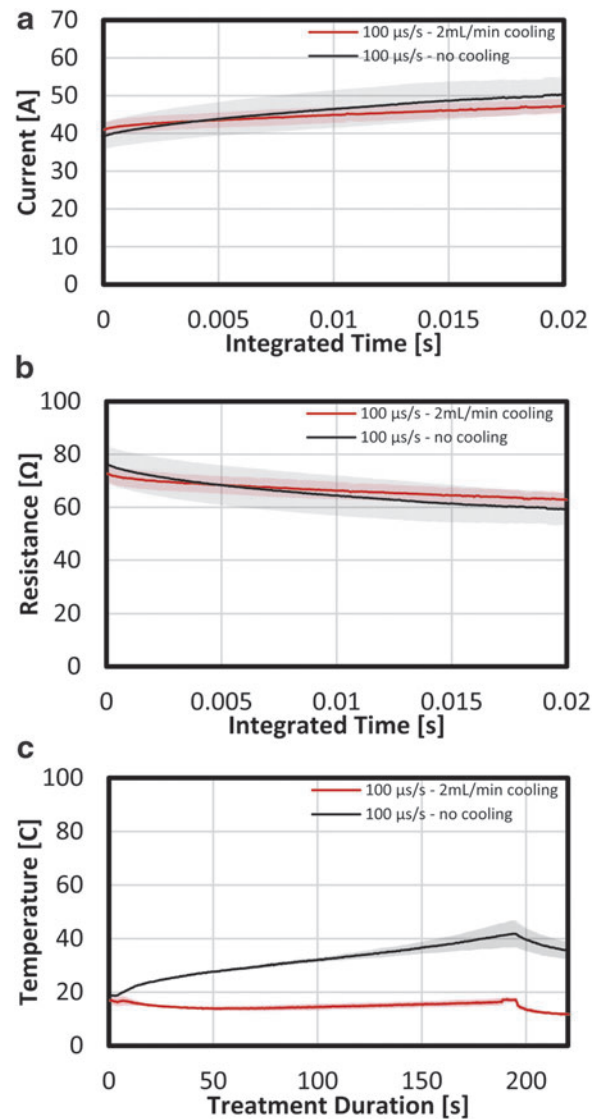 a
70
60
50
40
30
20
10
0
Current [A]
100 µs/s - 2mL/min cooling
100 µs/s - no cooling
0 0.005 0.01 0.015 0.02
Integrated Time [s]
b
100
80
60
40
20
0
Resistance [Ω]
100 µs/s - 2mL/min cooling
100 µs/s - no cooling
0 0.005 0.01 0.015 0.02
Integrated Time [s]
c
100
80
60
40
20
0
Temperature [C]
100 µs/s - 2mL/min cooling
100 µs/s - no cooling
0 50 100 150 200
Treatment Duration [s]